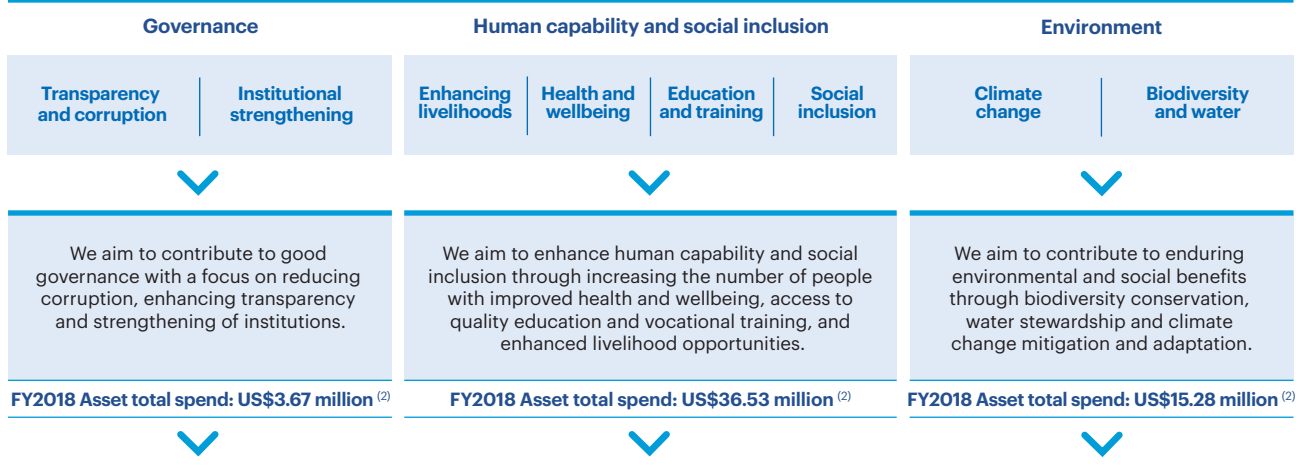 Governance
Human capability and social inclusion
Environment
Transparency
and corruption
Institutional
strengthening
Enhancing
livelihoods
Health and
wellbeing
Education
and training
Social
inclusion
Climate
change
Biodiversity
and water
We aim to contribute to good
governance with a focus on reducing
corruption, enhancing transparency
and strengthening of institutions.
We aim to enhance human capability and social
inclusion through increasing the number of people
with improved health and wellbeing, access to
quality education and vocational training, and
enhanced livelihood opportunities.
We aim to contribute to enduring
environmental and social benefits
through biodiversity conservation,
water stewardship and climate
change mitigation and adaptation.
FY2018 Asset total spend: US$3.67 million (2)
FY2018 Asset total spend: US$36.53 million (2)
FY2018 Asset total spend: US$15.28 million (2)